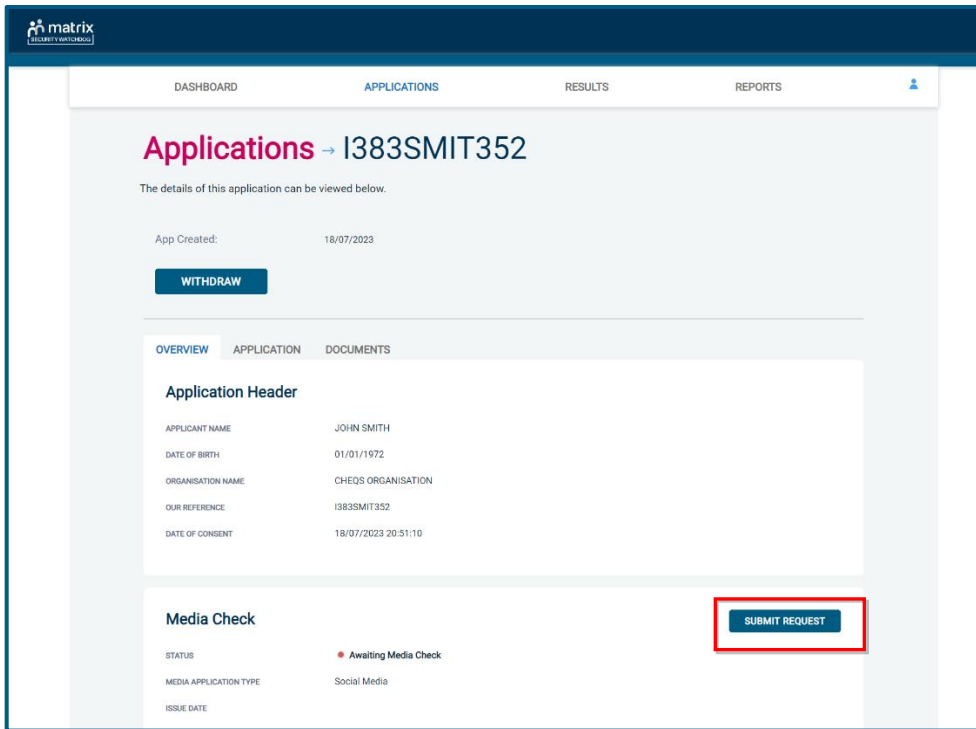 matrix
SECURITY WATCHDOG
DASHBOARD APPLICATIONS RESULTS REPORTS
Applications → I383SMIT352
The details of this application can be viewed below.
App Created: 18/07/2023
WITHDRAW
OVERVIEW APPLICATION DOCUMENTS
Application Header
APPLICANT NAME JOHN SMITH
DATE OF BIRTH 01/01/1972
ORGANISATION NAME CHEQS ORGANISATION
OUR REFERENCE I383SMIT352
DATE OF CONSENT 18/07/2023 20:51:10
Media Check SUBMIT REQUEST
STATUS Awaiting Media Check
MEDIA APPLICATION TYPE Social Media
ISSUE DATE